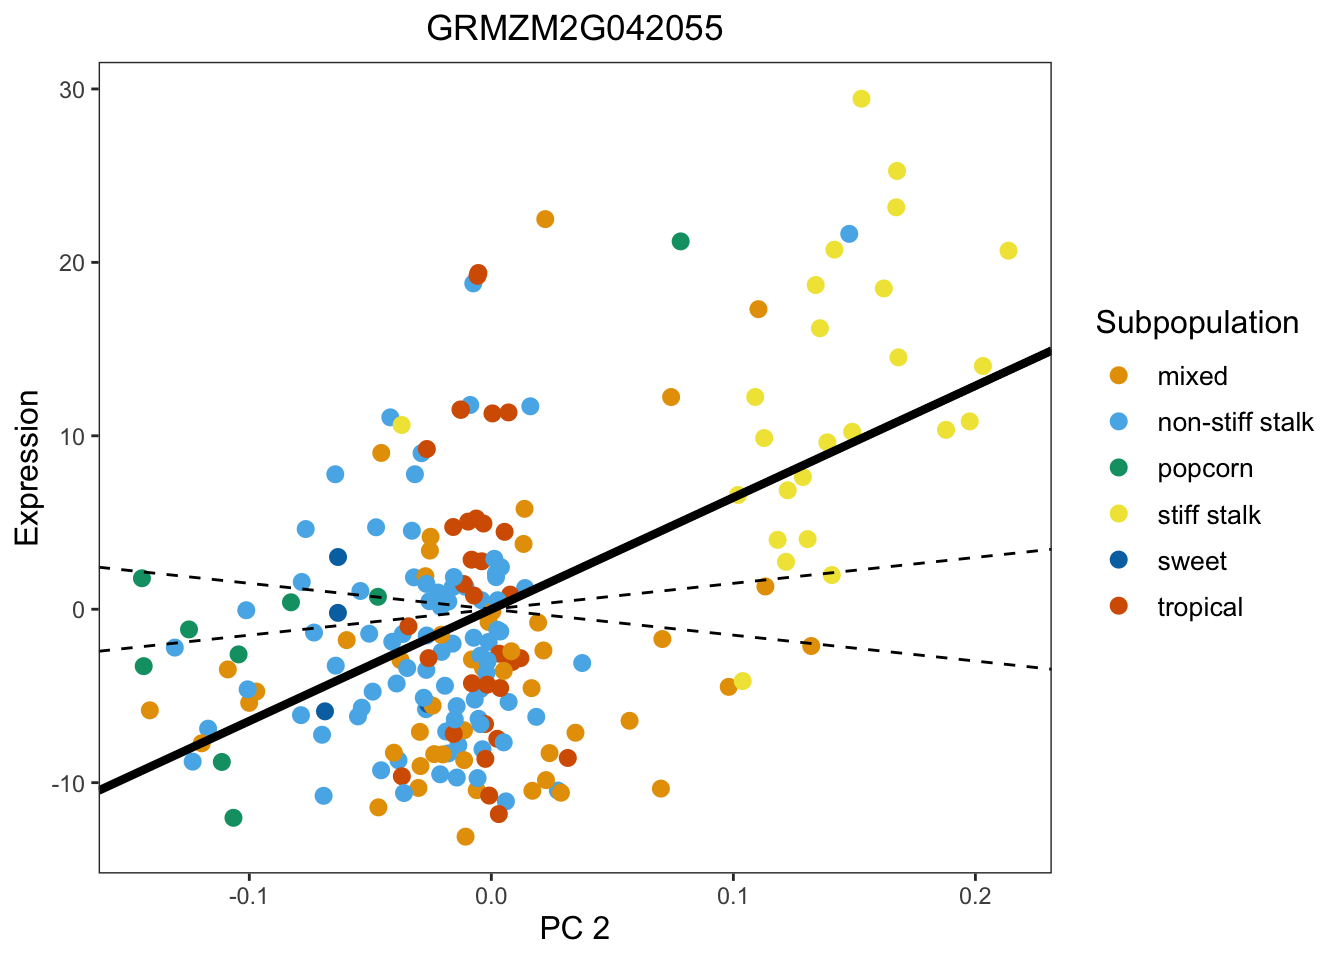 GRMZM2G042055
30
20
10
0
-10
Expression
-0.1
0.0
0.1
0.2
PC 2
Subpopulation
mixed
non-stiff stalk
popcorn
stiff stalk
sweet
tropical